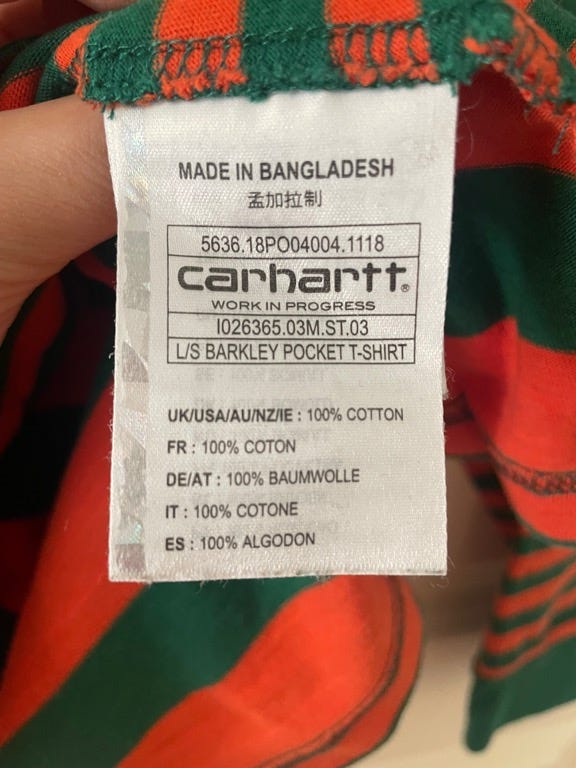 MADE IN BANGLADESH
孟加拉制
5636.18PO04004.1118
carhartt®
WORK IN PROGRESS
I026365.03M.ST.03
L/S BARKLEY POCKET T-SHIRT
UK/USA/AU/NZ/IE : 100% COTTON
FR : 100% COTON
DE/AT : 100% BAUMWOLLE
IT : 100% COTONE
ES : 100% ALGODON